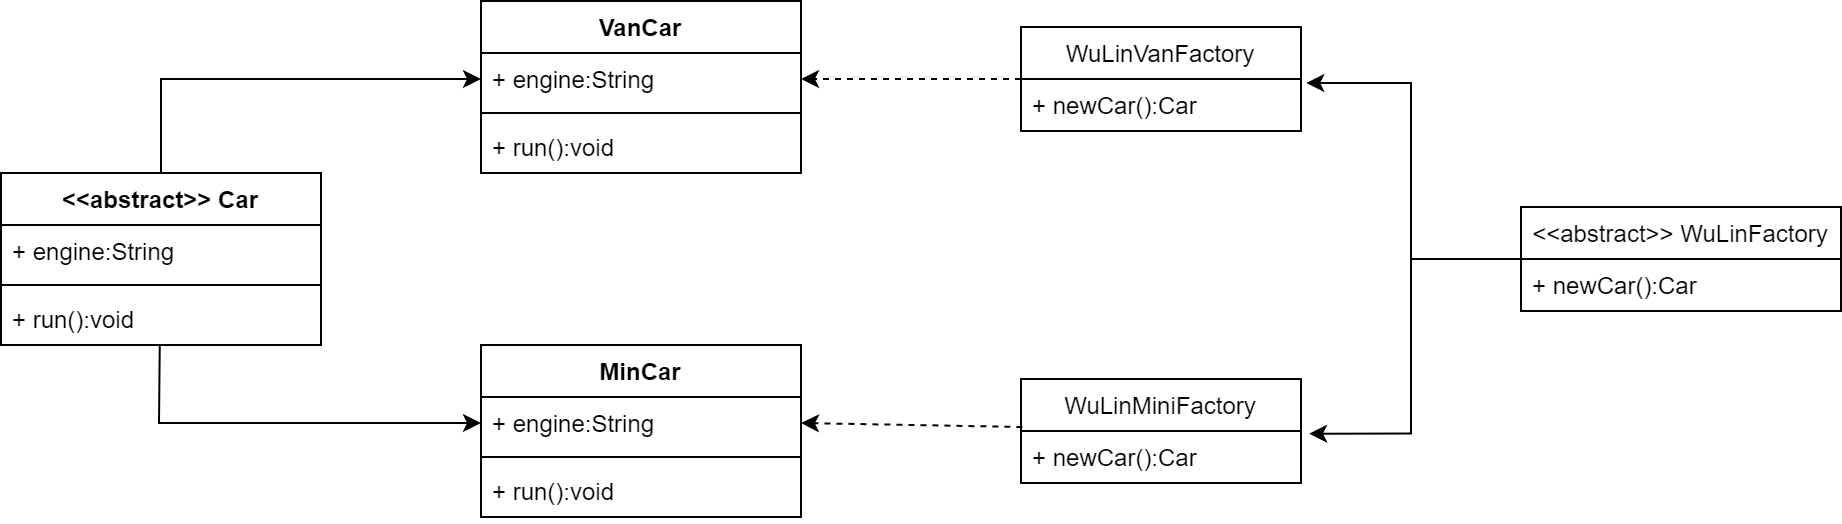 VanCar
+ engine:String
+ run():void
WuLinVanFactory
+ newCar():Car
<<abstract>> Car
+ engine:String
+ run():void
<<abstract>> WuLinFactory
+ newCar():Car
MinCar
+ engine:String
+ run():void
WuLinMiniFactory
+ newCar():Car